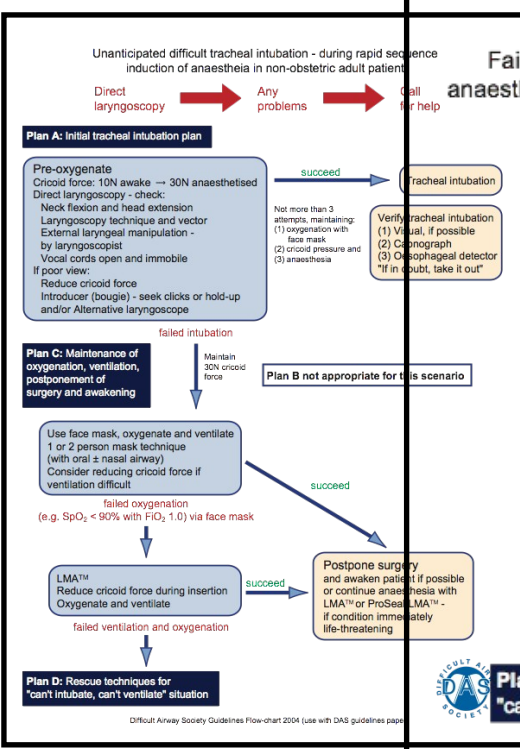 Unanticipated difficult tracheal intubation - during rapid sequence
induction of anaestheia in non-obstetric adult patient
Direct
laryngoscopy
Any
problems
Call
for help
Fai
anaesth
Plan A: Initial tracheal intubation plan
Pre-oxygenate
Cricoid force: 10N awake → 30N anaesthetised
Direct laryngoscopy - check:
Neck flexion and head extension
Laryngoscopy technique and vector
External laryngeal manipulation -
by laryngoscopist
Vocal cords open and immobile
If poor view:
Reduce cricoid force
Introducer (bougie) - seek clicks or hold-up
and/or Alternative laryngoscope
succeed
Not more than 3
attempts, maintaining:
(1) oxygenation with
face mask
(2) cricoid pressure and
(3) anaesthesia
Tracheal intubation
Verify tracheal intubation
(1) Visual, if possible
(2) Capnograph
(3) Oesophageal detector
"If in doubt, take it out"
failed intubation
Plan C: Maintenance of
oxygenation, ventilation,
postponement of
surgery and awakening
Maintain
30N cricoid
force
Plan B not appropriate for this scenario
Use face mask, oxygenate and ventilate
1 or 2 person mask technique
(with oral ± nasal airway)
Consider reducing cricoid force if
ventilation difficult
succeed
failed oxygenation
(e.g. SpO₂ < 90% with FiO₂ 1.0) via face mask
LMA™
Reduce cricoid force during insertion
Oxygenate and ventilate
succeed
Postpone surgery
and awaken patient if possible
or continue anaesthesia with
LMA™ or ProSeal LMA™ -
if condition immediately
life-threatening
failed ventilation and oxygenation
Plan D: Rescue techniques for
"can't intubate, can't ventilate" situation
DIFFICULT AIR
DAS
SOCIETY
Pla
"ca
Difficult Airway Society Guidelines Flow-chart 2004 (use with DAS guidelines pape